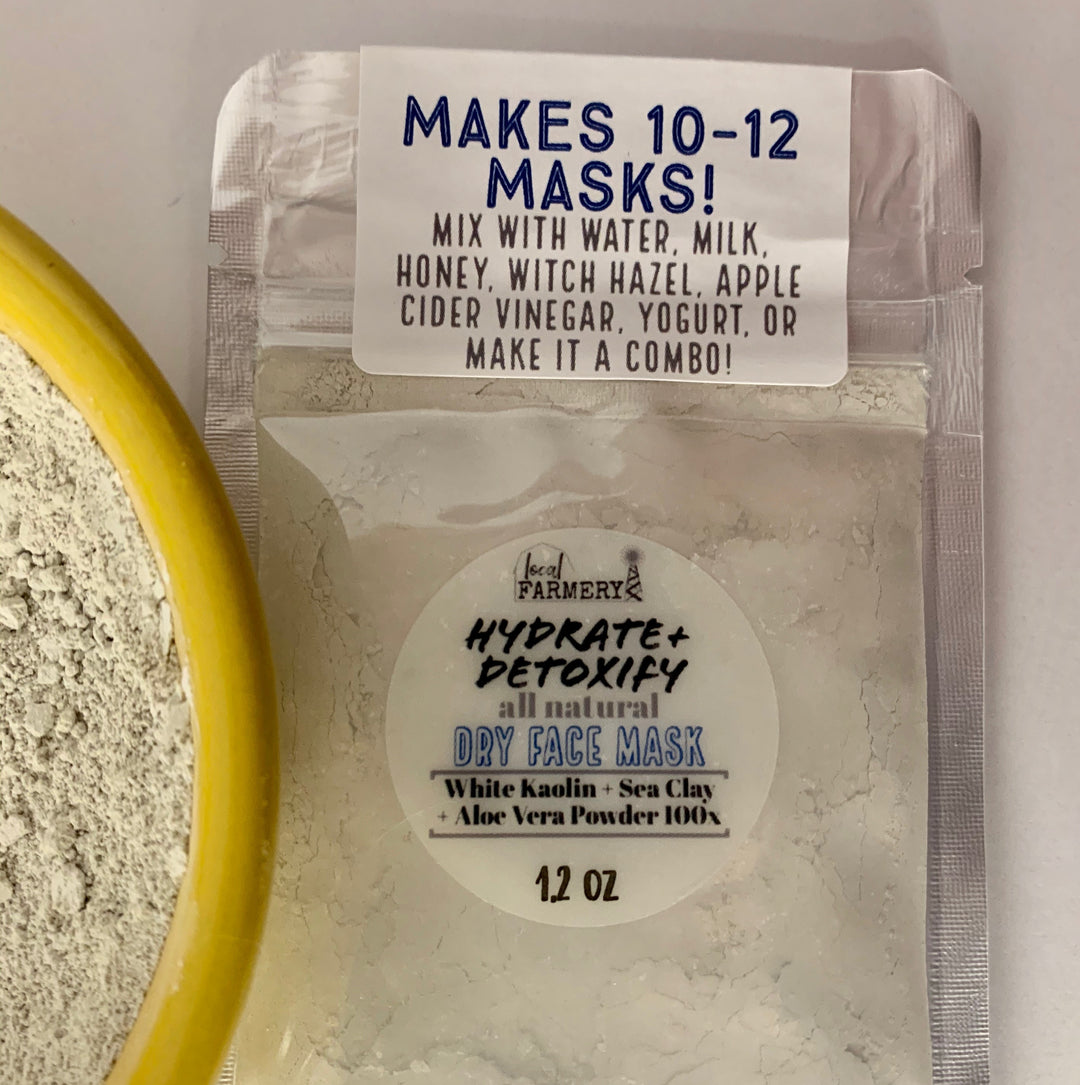 MAKES 10-12
MASKS!
MIX WITH WATER, MILK,
HONEY, WITCH HAZEL, APPLE
CIDER VINEGAR, YOGURT, OR
MAKE IT A COMBO!
local
FARMERY
HYDRATE+
DETOXIFY
all natural
DRY FACE MASK
White Kaolin + Sea Clay
+ Aloe Vera Powder 100x
1.2 OZ